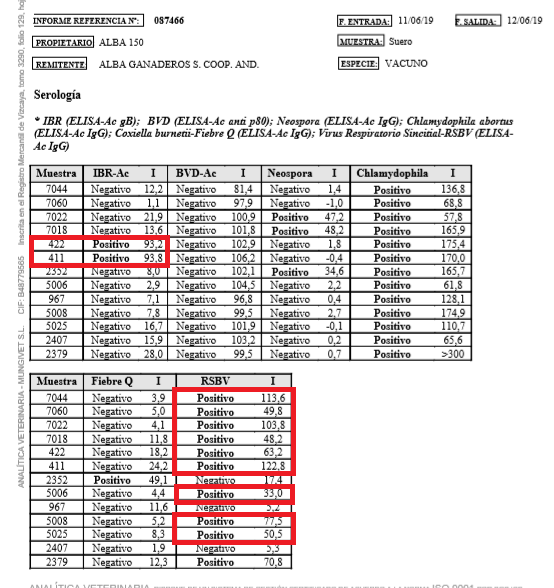 INFORME REFERENCIA Nº: 087466 F. ENTRADA: 11/06/19 F. SALIDA: 12/06/19
PROPIETARIO ALBA 150 MUESTRA: Suero
REMITENTE ALBA GANADEROS S. COOP. AND. ESPECIE: VACUNO
Serología
* IBR (ELISA-Ac gB); BVD (ELISA-Ac anti p80); Neospora (ELISA-Ac IgG); Chlamydophila abortus
(ELISA-Ac IgG); Coxiella burnetii-Fiebre Q (ELISA-Ac IgG); Virus Respiratorio Sincitial-RSBV (ELISA-
Ac IgG)
Muestra IBR-Ac I BVD-Ac I Neospora I Chlamydophila I
7044 Negativo 12,2 Negativo 81,4 Negativo 1,4 Positivo 136,8
7060 Negativo 1,1 Negativo 97,9 Negativo -1,0 Positivo 68,8
7022 Negativo 21,9 Negativo 100,9 Positivo 47,2 Positivo 57,8
7018 Negativo 13,6 Negativo 101,8 Positivo 48,2 Positivo 165,9
422 Positivo 93,2 Negativo 102,9 Negativo 1,8 Positivo 175,4
411 Positivo 93,8 Negativo 106,2 Negativo -0,4 Positivo 170,0
2352 Negativo 8,0 Negativo 102,1 Positivo 34,6 Positivo 165,7
5006 Negativo 2,9 Negativo 104,5 Negativo 2,2 Positivo 61,8
967 Negativo 7,1 Negativo 96,8 Negativo 0,4 Positivo 128,1
5008 Negativo 7,8 Negativo 99,5 Negativo 2,7 Positivo 174,9
5025 Negativo 16,7 Negativo 101,9 Negativo -0,1 Positivo 110,7
2407 Negativo 15,9 Negativo 103,2 Negativo 0,2 Positivo 65,6
2379 Negativo 28,0 Negativo 99,5 Negativo 0,7 Positivo >300
Muestra Fiebre Q I RSBV I
7044 Negativo 3,9 Positivo 113,6
7060 Negativo 5,0 Positivo 49,8
7022 Negativo 4,1 Positivo 103,8
7018 Negativo 11,8 Positivo 48,2
422 Negativo 18,2 Positivo 63,2
411 Negativo 24,2 Positivo 122,8
2352 Positivo 49,1 Negativo 17,4
5006 Negativo 4,4 Positivo 33,0
967 Negativo 11,6 Negativo 5,2
5008 Negativo 5,2 Positivo 77,5
5025 Negativo 8,3 Positivo 50,5
2407 Negativo 1,9 Negativo 5,3
2379 Negativo 12,3 Positivo 70,8
ANALÍTICA VETERINARIA - MUNGIVET S.L. CIF: B48779565 Inscrita en el Registro Mercantil de Vizcaya, tomo 3290, folio 129,
ANALÍTICA VETERINARIA